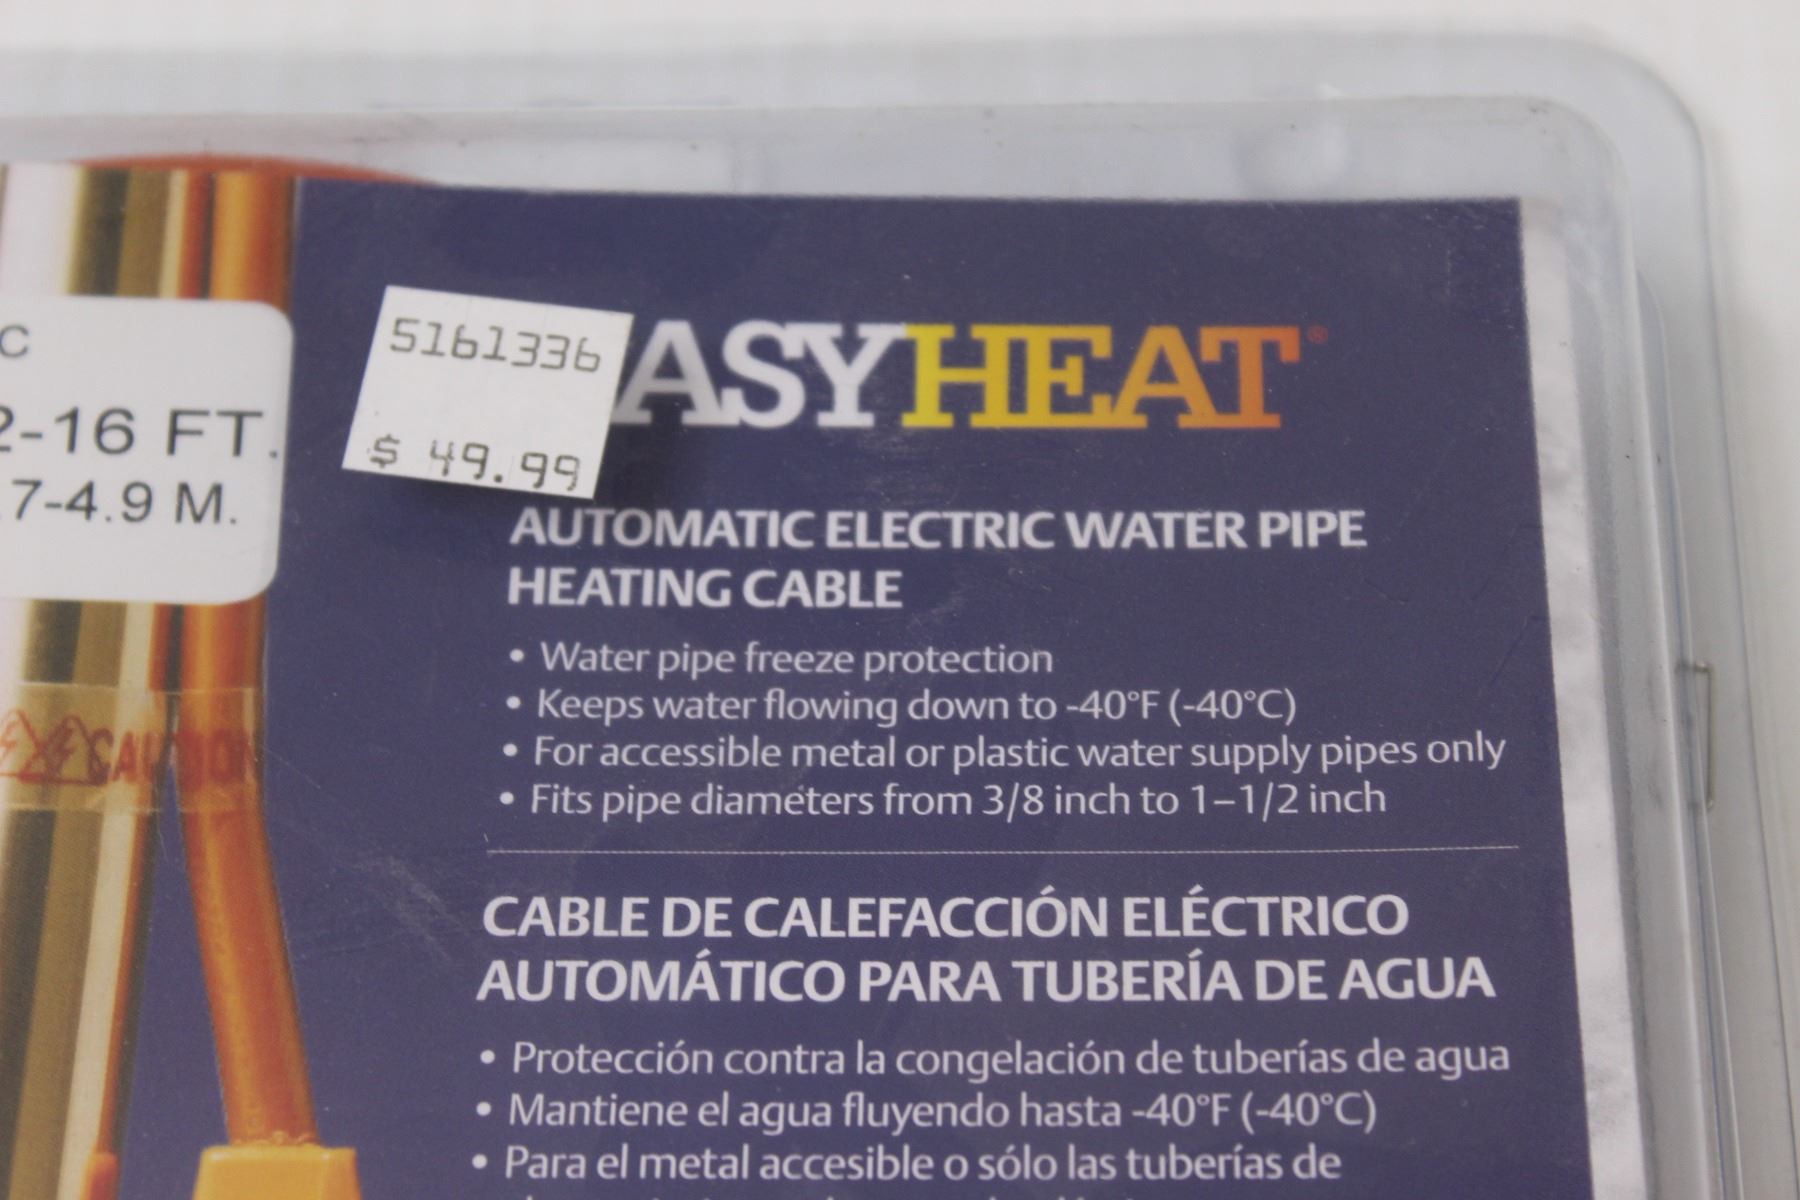 C
2-16 FT.
.7-4.9 M.
CAUTION
5161336
$ 49.99
ASYHEAT®
AUTOMATIC ELECTRIC WATER PIPE
HEATING CABLE
• Water pipe freeze protection
• Keeps water flowing down to -40°F (-40°C)
• For accessible metal or plastic water supply pipes only
• Fits pipe diameters from 3/8 inch to 1–1/2 inch
CABLE DE CALEFACCIÓN ELÉCTRICO
AUTOMÁTICO PARA TUBERÍA DE AGUA
• Protección contra la congelación de tuberías de agua
• Mantiene el agua fluyendo hasta -40°F (-40°C)
• Para el metal accesible o sólo las tuberías de